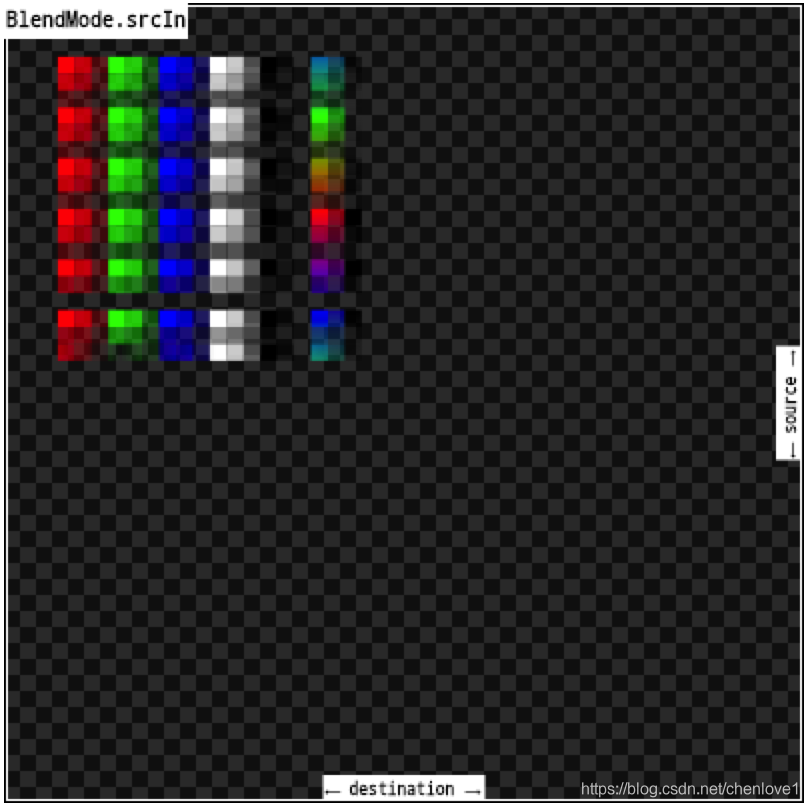 BlendMode.srcIn
← source →
← destination →
https://blog.csdn.net/chenlove1